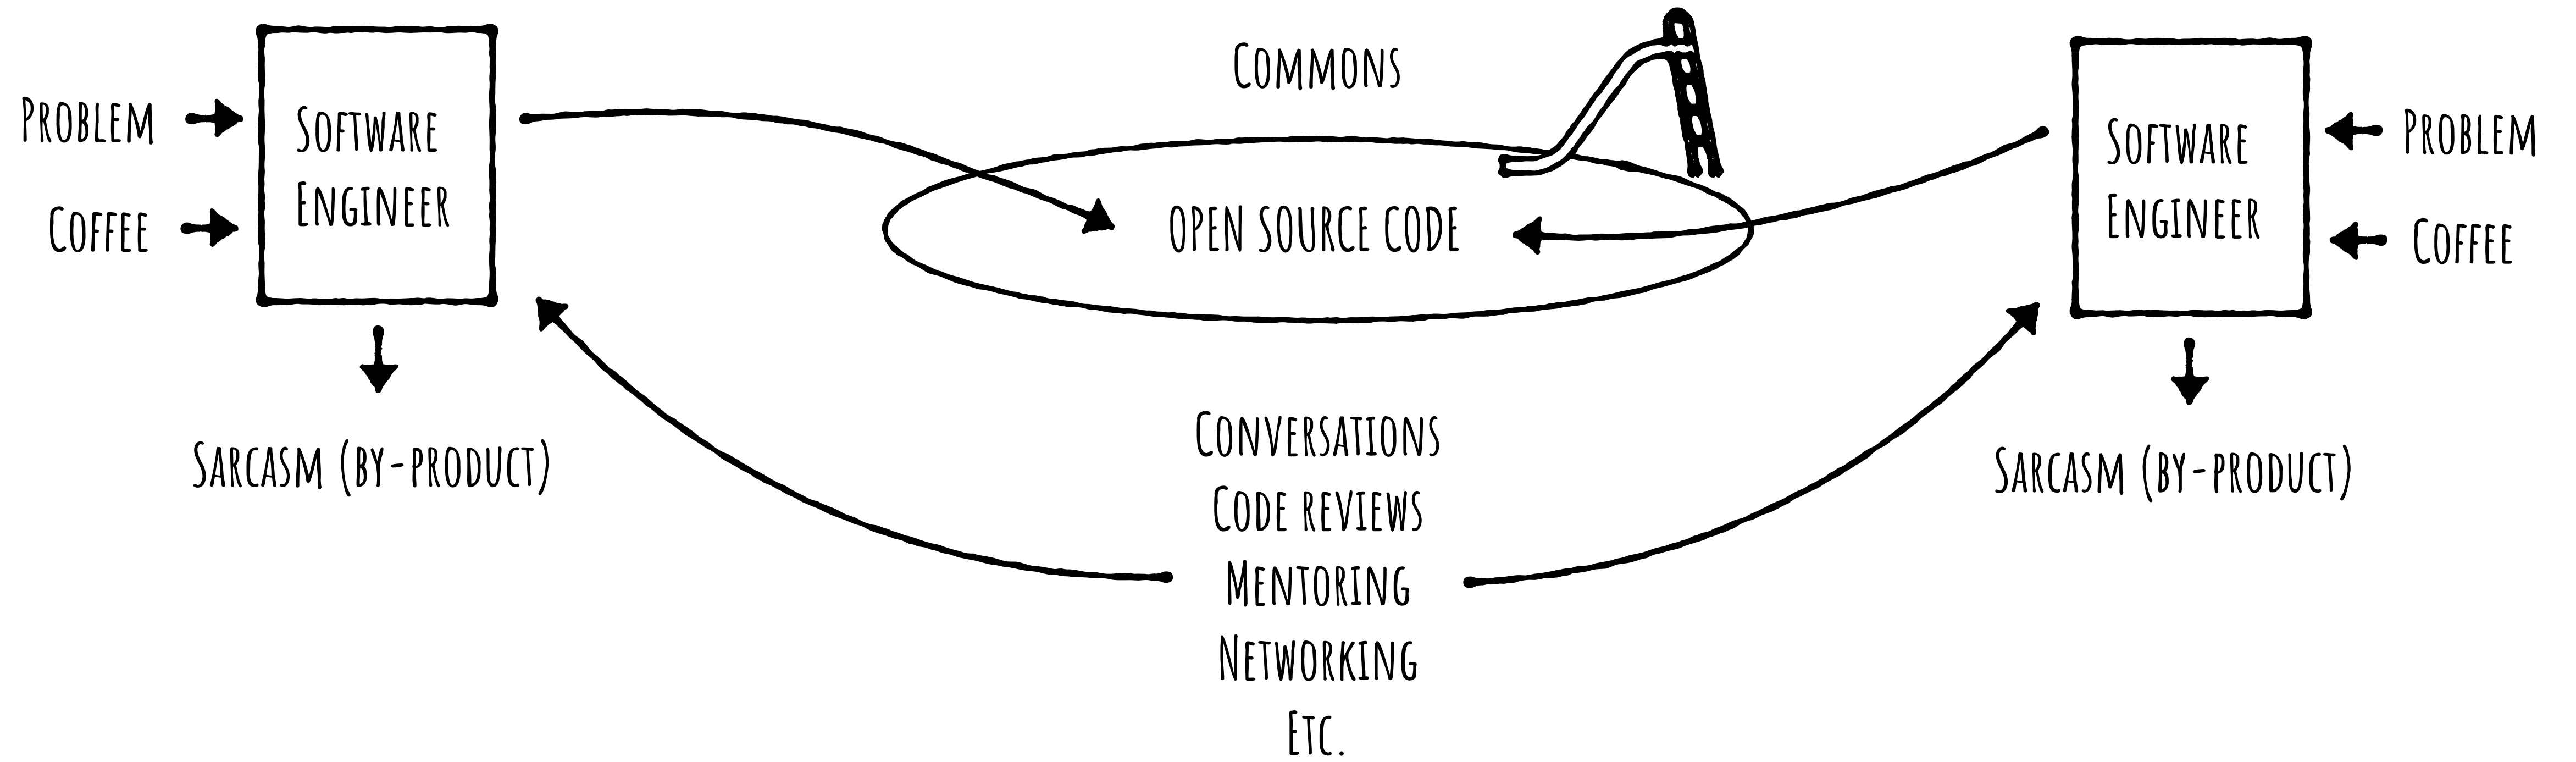 Problem
Coffee
Software
Engineer
Sarcasm (by-product)
Commons
open source code
Conversations
Code reviews
Mentoring
Networking
Etc.
Software
Engineer
Problem
Coffee
Sarcasm (by-product)